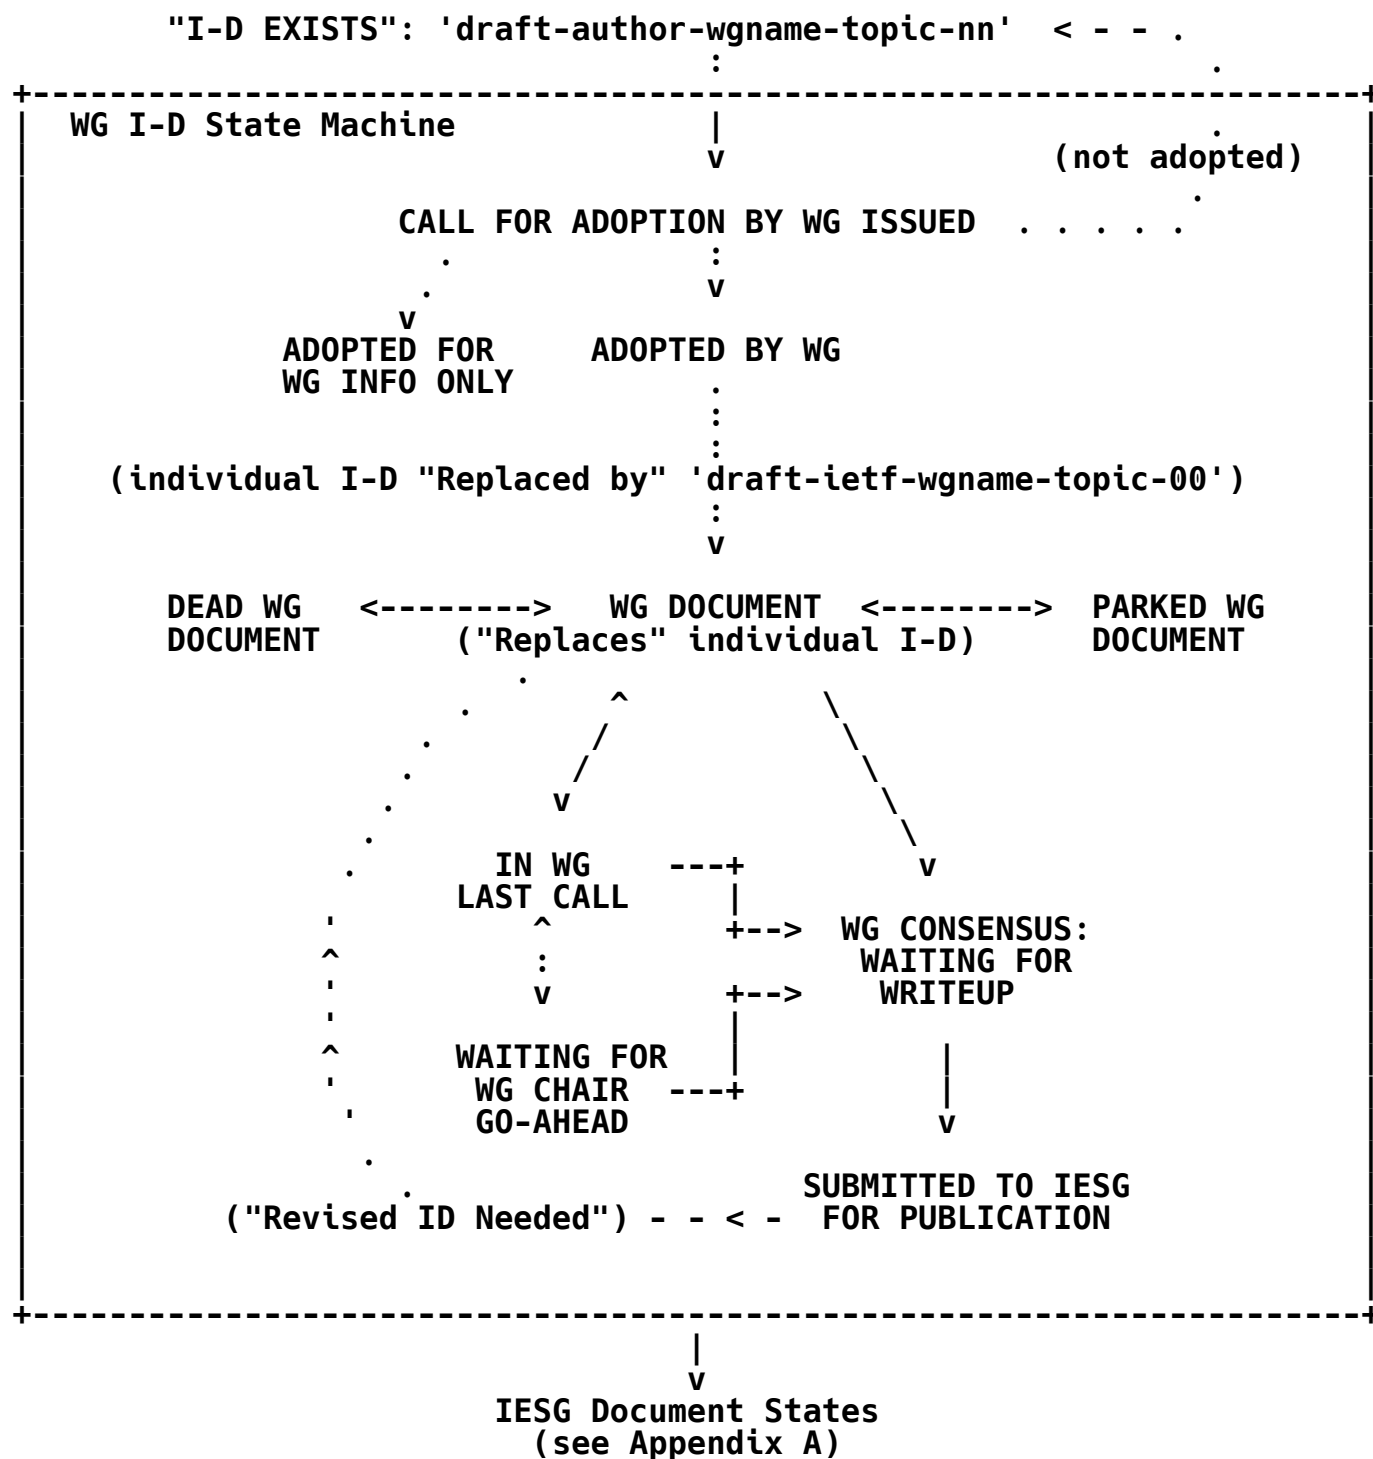 "I-D EXISTS": 'draft-author-wgname-topic-nn' < - - .
WG I-D State Machine
(not adopted)
CALL FOR ADOPTION BY WG ISSUED . . . . .
ADOPTED FOR ADOPTED BY WG
WG INFO ONLY
(individual I-D "Replaced by" 'draft-ietf-wgname-topic-00')
DEAD WG <--------> WG DOCUMENT <--------> PARKED WG
DOCUMENT ("Replaces" individual I-D) DOCUMENT
IN WG ---+
LAST CALL |
+--> WG CONSENSUS:
WAITING FOR
+--> WRITEUP
WAITING FOR |
WG CHAIR ---+
GO-AHEAD
SUBMITTED TO IESG
("Revised ID Needed") - - < - FOR PUBLICATION
IESG Document States
(see Appendix A)